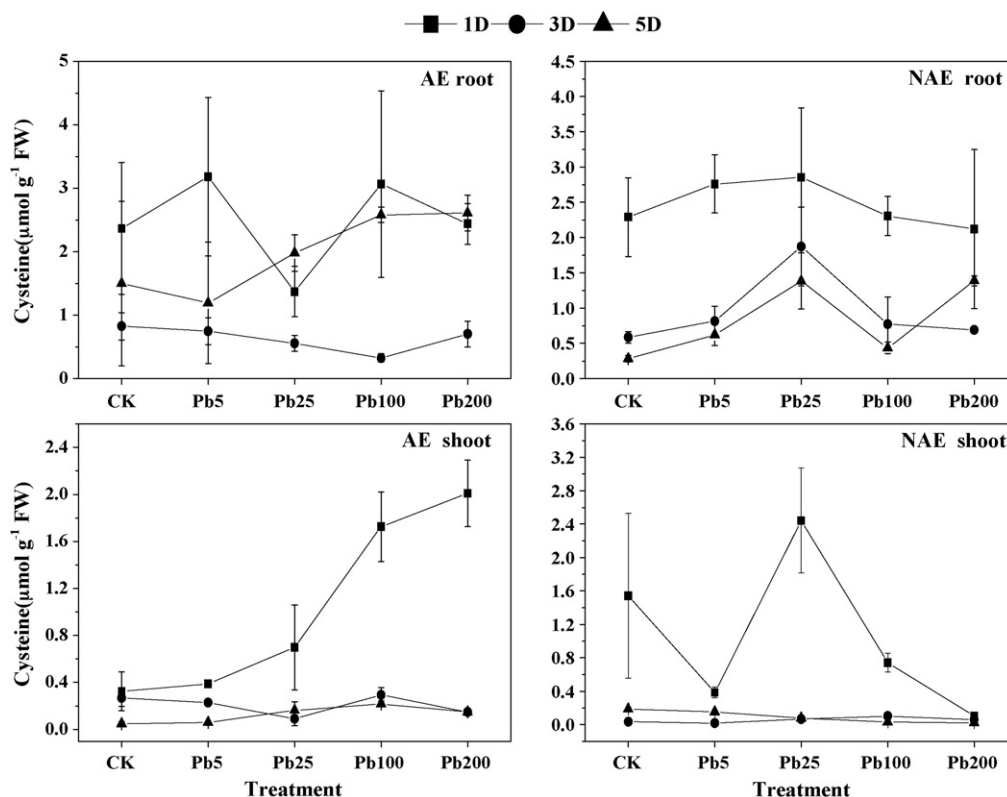 1D 3D 5D
AE root
Cysteine(μmol g⁻¹ FW)
5
4
3
2
1
0
CK Pb5 Pb25 Pb100 Pb200
NAE root
4.5
4.0
3.5
3.0
2.5
2.0
1.5
1.0
0.5
0.0
CK Pb5 Pb25 Pb100 Pb200
AE shoot
Cysteine(μmol g⁻¹ FW)
2.4
2.0
1.6
1.2
0.8
0.4
0.0
CK Pb5 Pb25 Pb100 Pb200
Treatment
NAE shoot
3.6
3.2
2.8
2.4
2.0
1.6
1.2
0.8
0.4
0.0
CK Pb5 Pb25 Pb100 Pb200
Treatment